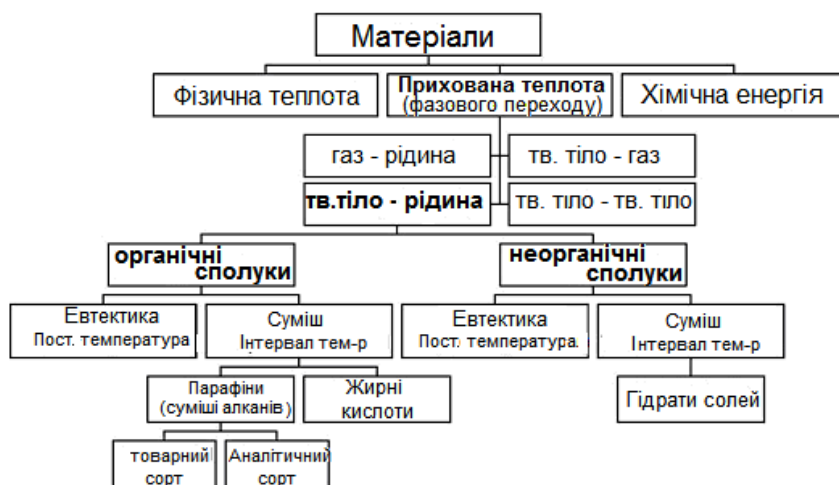 Матеріали
Фізична теплота
Прихована теплота
(фазового переходу)
Хімічна енергія
газ - рідина
тв. тіло - газ
тв.тіло - рідина
тв. тіло - тв. тіло
органічні
сполуки
неорганічні
сполуки
Евтектика
Пост. температура
Суміш
Інтервал тем-р
Евтектика
Пост. температура
Суміш
Інтервал тем-р
Парафіни
(суміші алканів)
Жирні
кислоти
Гідрати солей
товарний
сорт
Аналітичний
сорт